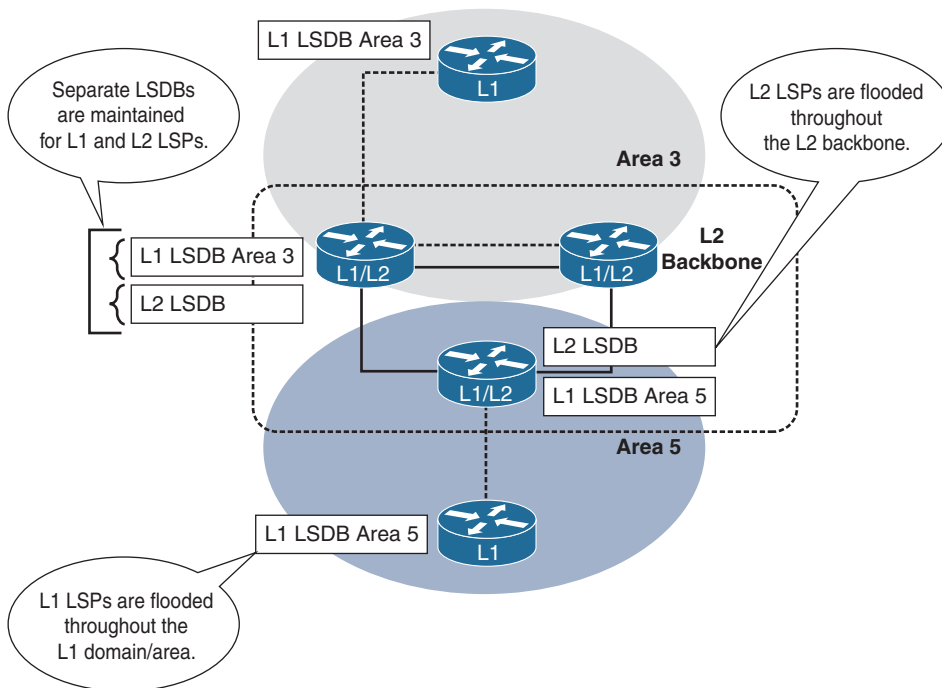 L1 LSDB Area 3
L1
Separate LSDBs
are maintained
for L1 and L2 LSPs.
L2 LSPs are flooded
throughout
the L2 backbone.
Area 3
L1 LSDB Area 3
L2 LSDB
L1/L2
L1/L2
L2
Backbone
L1/L2
L2 LSDB
L1 LSDB Area 5
Area 5
L1 LSDB Area 5
L1
L1 LSPs are flooded
throughout the
L1 domain/area.